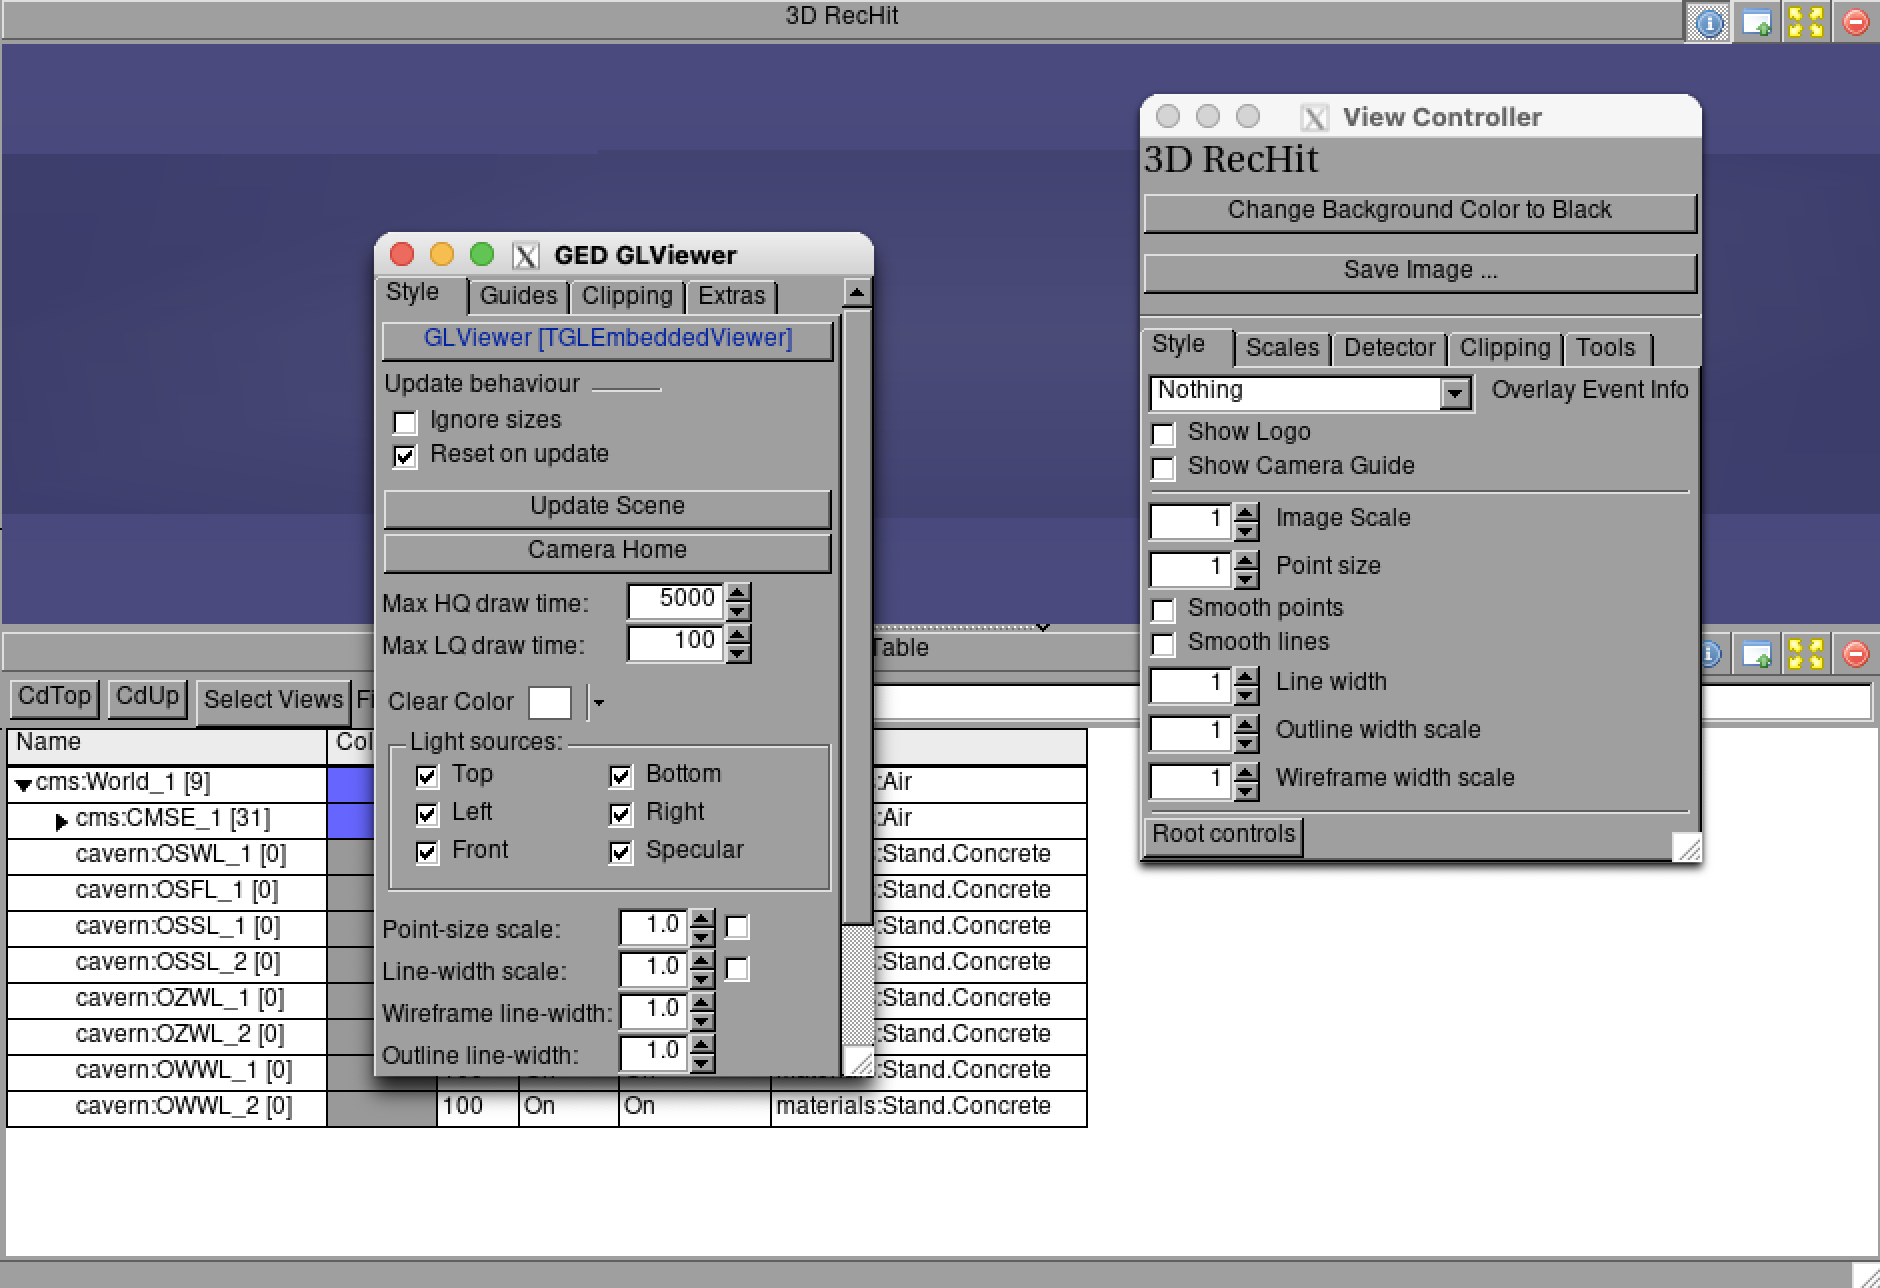 3D RecHit
View Controller
3D RecHit
Change Background Color to Black
Save Image ...
Style Scales Detector Clipping Tools
Nothing Overlay Event Info
Show Logo
Show Camera Guide
1 Image Scale
1 Point size
Smooth points
Smooth lines
1 Line width
1 Outline width scale
1 Wireframe width scale
Root controls
GED GLViewer
Style Guides Clipping Extras
GLViewer [TGLEmbeddedViewer]
Update behaviour
Ignore sizes
Reset on update
Update Scene
Camera Home
Max HQ draw time: 5000
Max LQ draw time: 100
Clear Color
Light sources:
Top Bottom
Left Right
Front Specular
Point-size scale: 1.0
Line-width scale: 1.0
Wireframe line-width: 1.0
Outline line-width: 1.0
Table
CdTop CdUp Select Views Fi
Name Col
cms:World_1 [9] :Air
cms:CMSE_1 [31] :Air
cavern:OSWL_1 [0] :Stand.Concrete
cavern:OSFL_1 [0] :Stand.Concrete
cavern:OSSL_1 [0] :Stand.Concrete
cavern:OSSL_2 [0] :Stand.Concrete
cavern:OZWL_1 [0] :Stand.Concrete
cavern:OZWL_2 [0] :Stand.Concrete
cavern:OWWL_1 [0] :Stand.Concrete
cavern:OWWL_2 [0] 100 On On materials:Stand.Concrete